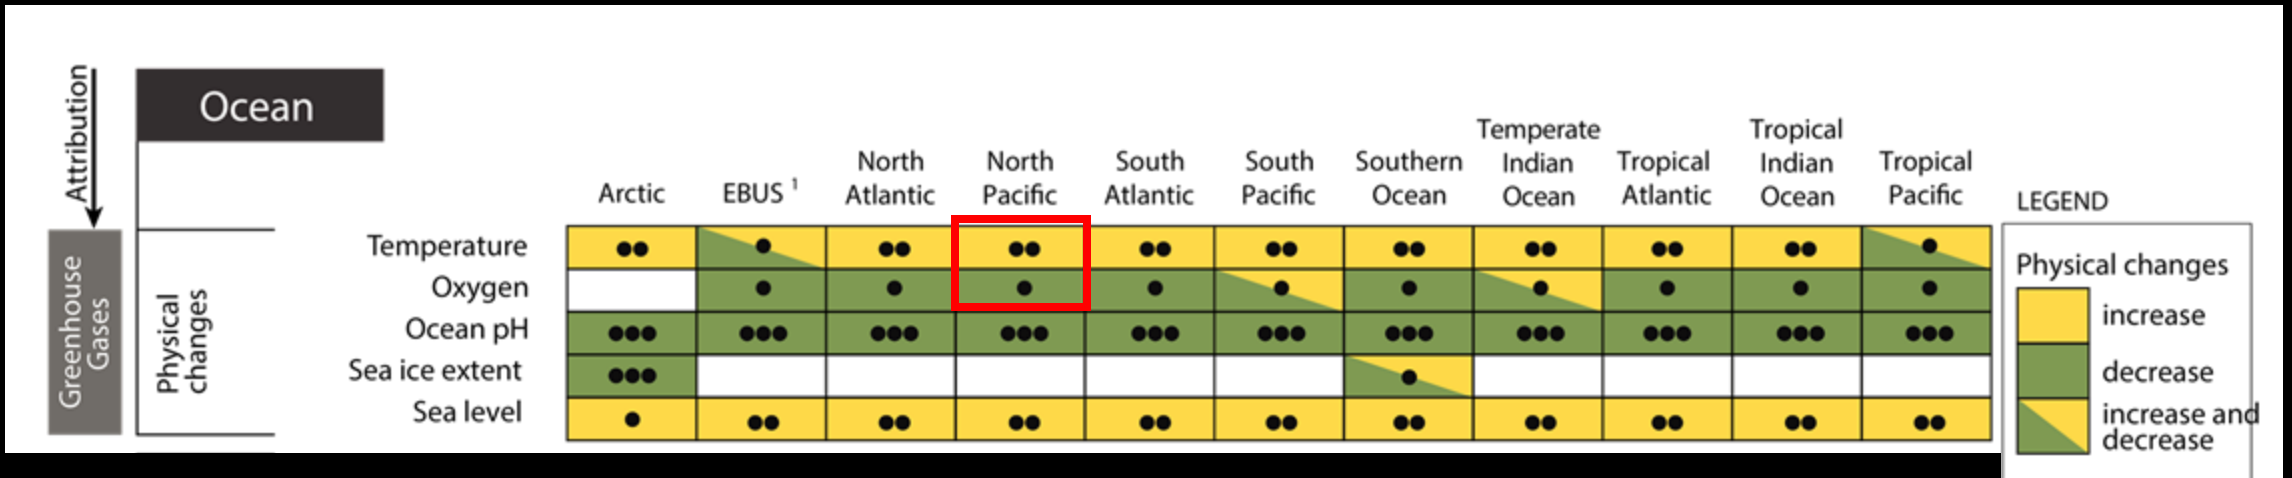 Attribution
Ocean
Greenhouse
Gases
Physical
changes
Arctic
EBUS 1
North
Atlantic
North
Pacific
South
Atlantic
South
Pacific
Southern
Ocean
Temperate
Indian
Ocean
Tropical
Atlantic
Tropical
Indian
Ocean
Tropical
Pacific
Temperature
Oxygen
Ocean pH
Sea ice extent
Sea level
LEGEND
Physical changes
increase
decrease
increase and
decrease